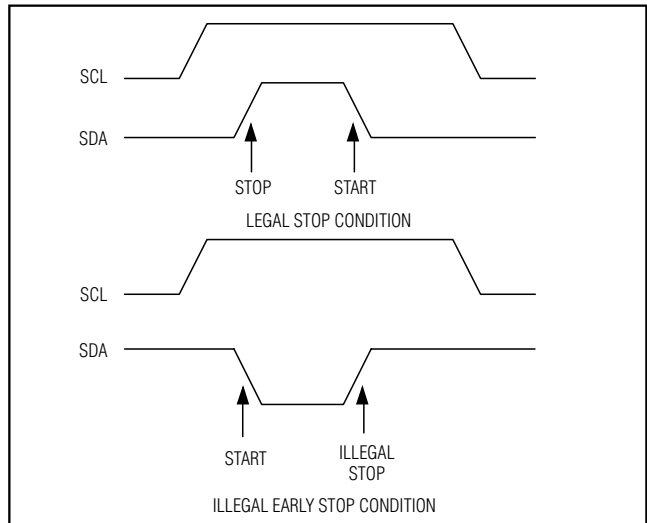 SCL
SDA
STOP START
LEGAL STOP CONDITION
SCL
SDA
START ILLEGAL
STOP
ILLEGAL EARLY STOP CONDITION